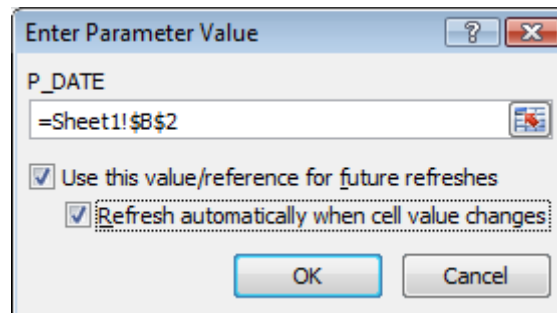 Enter Parameter Value
P_DATE
=Sheet1!$B$2
Use this value/reference for future refreshes
Refresh automatically when cell value changes
OK Cancel